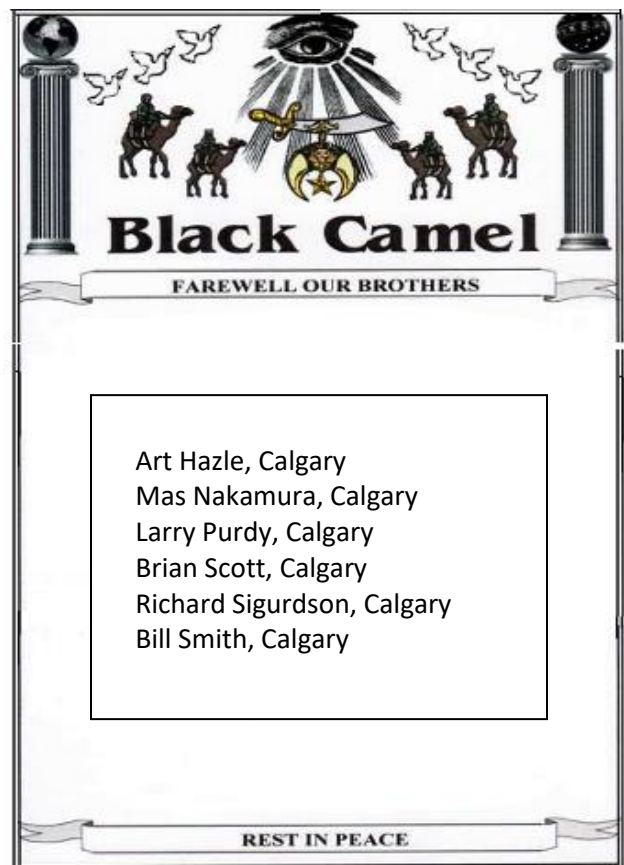 Black Camel
FAREWELL OUR BROTHERS
Art Hazle, Calgary
Mas Nakamura, Calgary
Larry Purdy, Calgary
Brian Scott, Calgary
Richard Sigurdson, Calgary
Bill Smith, Calgary
REST IN PEACE